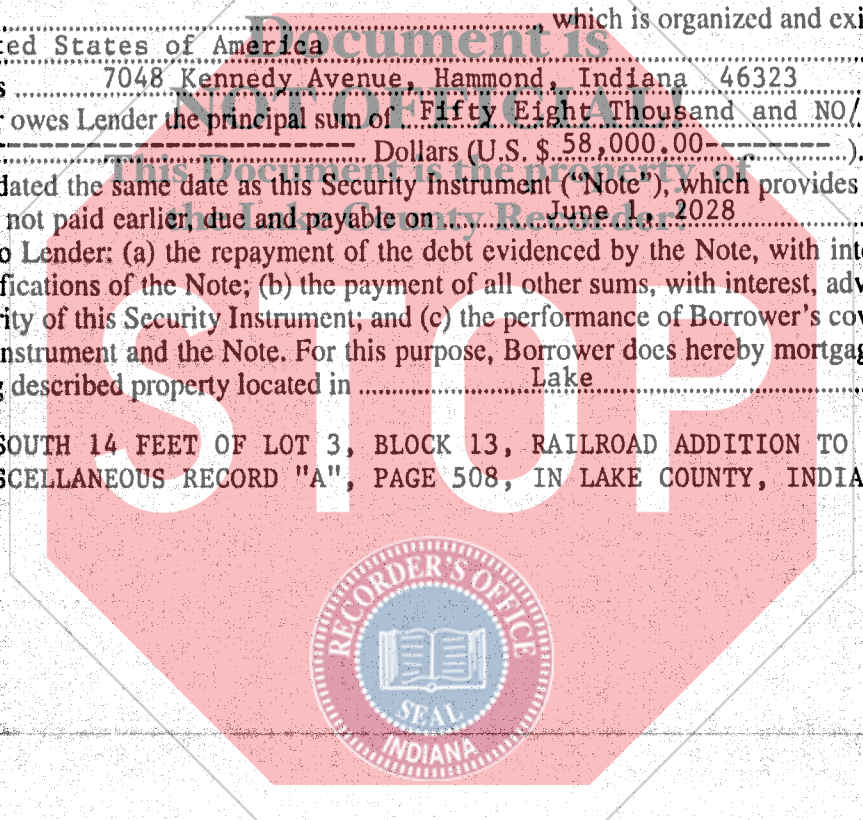 , which is organized and exi
ed States of America
Document is
s 7048 Kennedy Avenue, Hammond, Indiana 46323
NOT OFFICIAL!
r owes Lender the principal sum of Fifty Eight Thousand and NO/
---------------------------- Dollars (U.S. $ 58,000.00--------- ).
This Document is the property of
dated the same date as this Security Instrument (“Note”), which provides
the Lake County Recorder!
not paid earlier, due and payable on June 1, 2028
o Lender: (a) the repayment of the debt evidenced by the Note, with inte
fications of the Note; (b) the payment of all other sums, with interest, adv
rity of this Security Instrument; and (c) the performance of Borrower's cov
nstrument and the Note. For this purpose, Borrower does hereby mortgag
g described property located in Lake
STOP
SOUTH 14 FEET OF LOT 3, BLOCK 13, RAILROAD ADDITION TO
SCELLANEOUS RECORD "A", PAGE 508, IN LAKE COUNTY, INDIA
RECORDER'S OFFICE
SEAL
INDIANA